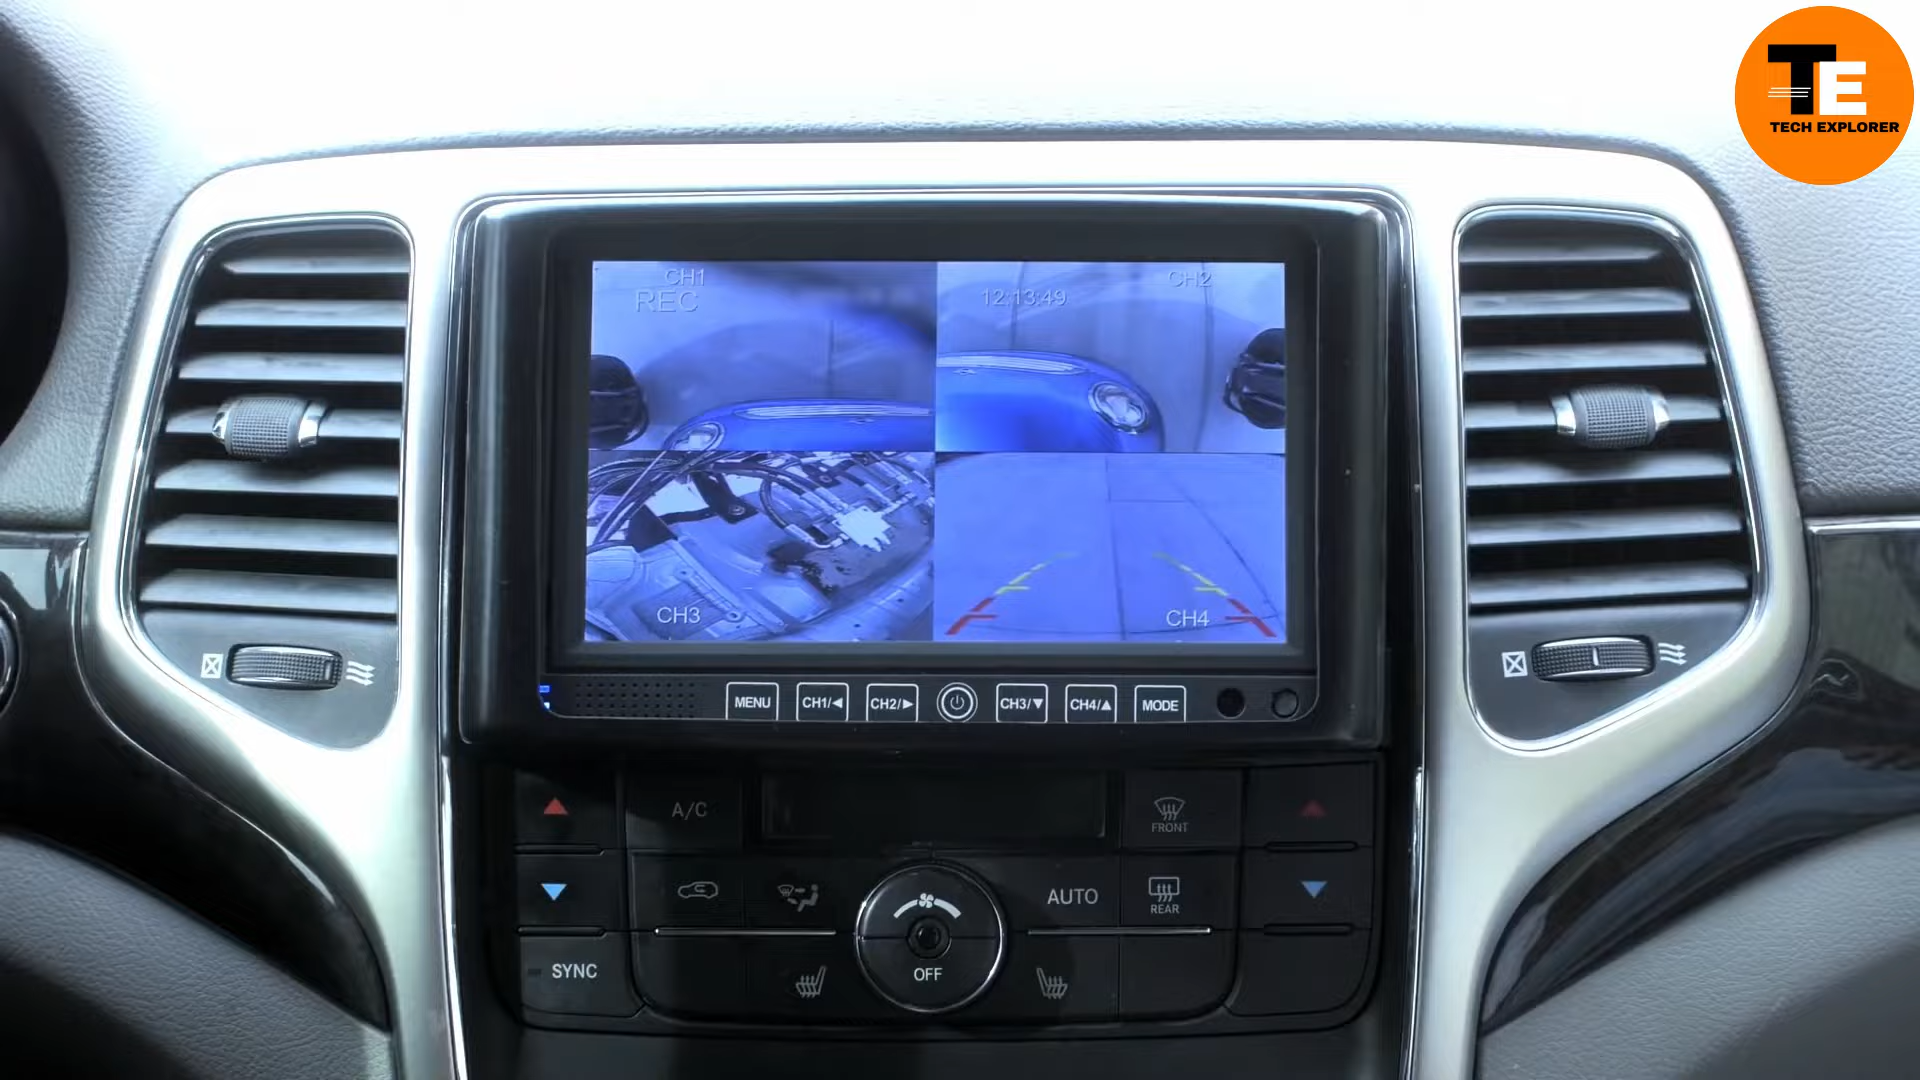 TE
TECH EXPLORER
CH1
REC
CH2
12:13:49
CH3
CH4
MENU
CH1/◀
CH2/▶
CH3/▼
CH4/▲
MODE
A/C
FRONT
AUTO
REAR
SYNC
OFF